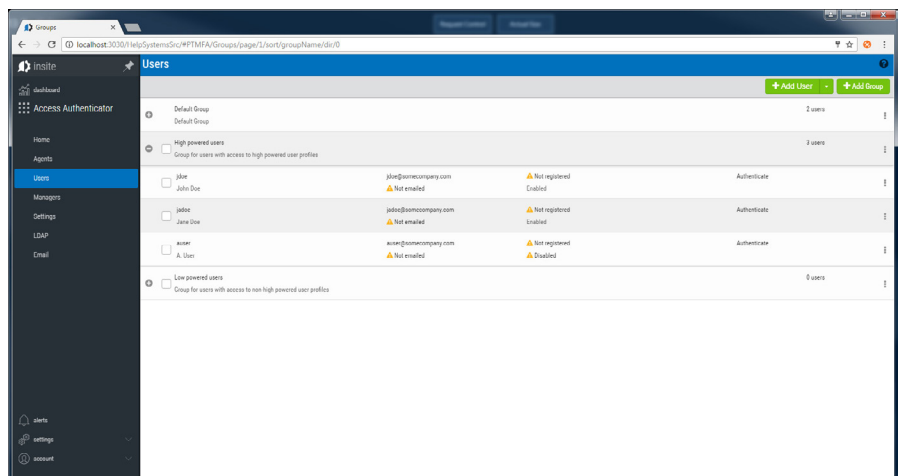 Groups
Request Control
Actual Size
localhost:3030/HelpSystemsSrc/#PTMFA/Groups/page/1/sort/groupName/dir/0
insite
Users
dashboard
Access Authenticator
+ Add User
+ Add Group
Default Group
2 users
Default Group
Home
High powered users
3 users
Group for users with access to high powered user profiles
Agents
Users
jdoe
jdoe@somecompany.com
Not registered
Authenticate
John Doe
Not emailed
Enabled
Managers
Settings
jadoe
jadoe@somecompany.com
Not registered
Authenticate
Jane Doe
Not emailed
Enabled
LDAP
Email
auser
auser@somecompany.com
Not registered
Authenticate
A. User
Not emailed
Disabled
Low powered users
0 users
Group for users with access to non high powered user profiles
alerts
settings
account